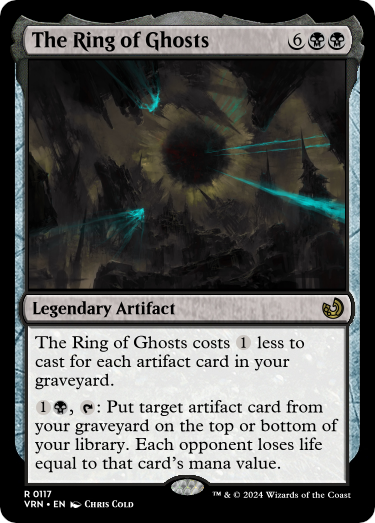 The Ring of Ghosts 6
Legendary Artifact
The Ring of Ghosts costs 1 less to
cast for each artifact card in your
graveyard.
1, : Put target artifact card from
your graveyard on the top or bottom of
your library. Each opponent loses life
equal to that card's mana value.
R 0117
VRN • EN Chris Cold
™ & © 2024 Wizards of the Coast